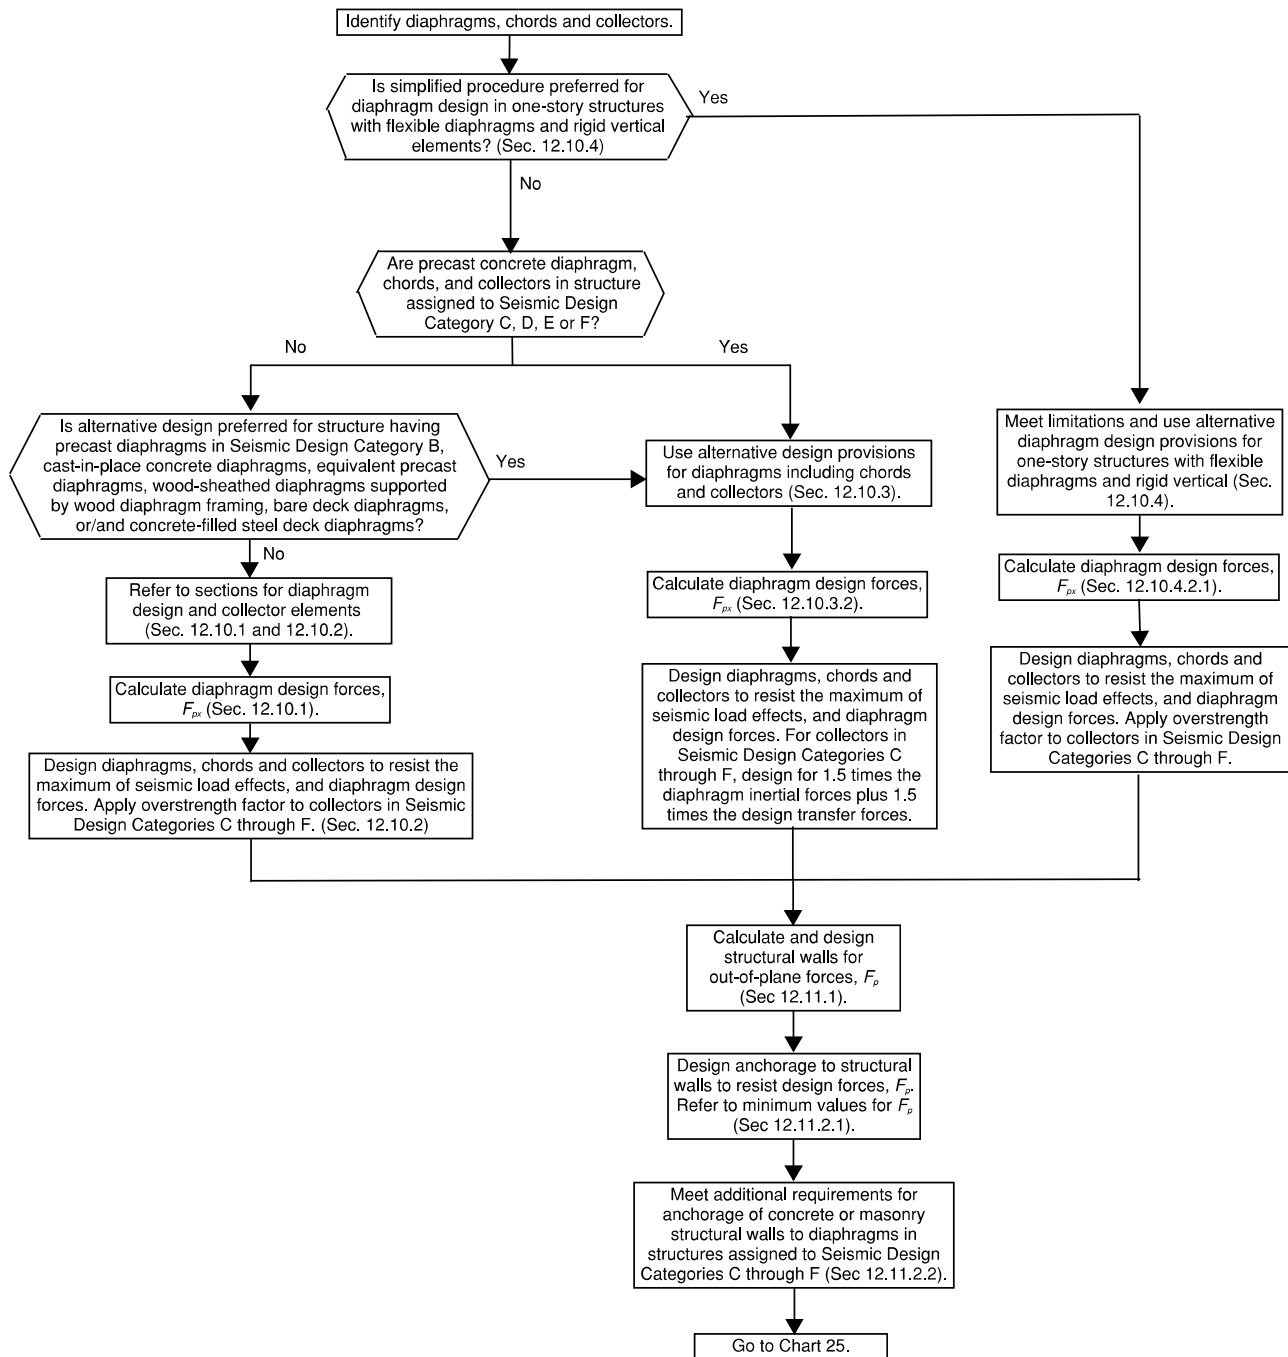 Identify diaphragms, chords and collectors.
Is simplified procedure preferred for
diaphragm design in one-story structures
with flexible diaphragms and rigid vertical
elements? (Sec. 12.10.4)
Yes
No
Are precast concrete diaphragm,
chords, and collectors in structure
assigned to Seismic Design
Category C, D, E or F?
No
Yes
Is alternative design preferred for structure having
precast diaphragms in Seismic Design Category B,
cast-in-place concrete diaphragms, equivalent precast
diaphragms, wood-sheathed diaphragms supported
by wood diaphragm framing, bare deck diaphragms,
or/and concrete-filled steel deck diaphragms?
Yes
No
Use alternative design provisions
for diaphragms including chords
and collectors (Sec. 12.10.3).
Meet limitations and use alternative
diaphragm design provisions for
one-story structures with flexible
diaphragms and rigid vertical (Sec.
12.10.4).
Refer to sections for diaphragm
design and collector elements
(Sec. 12.10.1 and 12.10.2).
Calculate diaphragm design forces,
Fpx (Sec. 12.10.3.2).
Calculate diaphragm design forces,
Fpx (Sec. 12.10.4.2.1).
Calculate diaphragm design forces,
Fpx (Sec. 12.10.1).
Design diaphragms, chords and collectors to resist the
maximum of seismic load effects, and diaphragm design
forces. Apply overstrength factor to collectors in Seismic
Design Categories C through F. (Sec. 12.10.2)
Design diaphragms, chords and
collectors to resist the maximum of
seismic load effects, and diaphragm
design forces. For collectors in
Seismic Design Categories C
through F, design for 1.5 times the
diaphragm inertial forces plus 1.5
times the design transfer forces.
Design diaphragms, chords and
collectors to resist the maximum of
seismic load effects, and diaphragm
design forces. Apply overstrength
factor to collectors in Seismic Design
Categories C through F.
Calculate and design
structural walls for
out-of-plane forces, Fp
(Sec 12.11.1).
Design anchorage to structural
walls to resist design forces, Fp.
Refer to minimum values for Fp
(Sec 12.11.2.1).
Meet additional requirements for
anchorage of concrete or masonry
structural walls to diaphragms in
structures assigned to Seismic Design
Categories C through F (Sec 12.11.2.2).
Go to Chart 25.